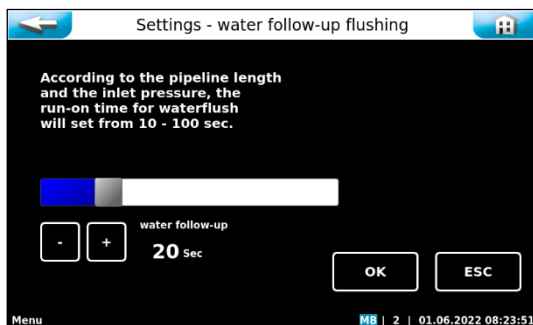 Settings - water follow-up flushing
According to the pipeline length
and the inlet pressure, the
run-on time for waterflush
will set from 10 - 100 sec.
water follow-up
- + 20 Sec
OK ESC
Menu MB | 2 | 01.06.2022 08:23:51